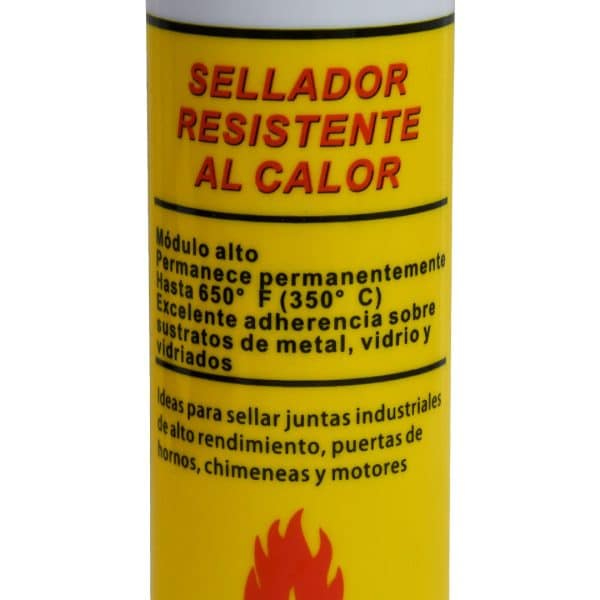 SELLADOR
RESISTENTE
AL CALOR
Módulo alto
Permanece permanentemente
Hasta 650° F (350° C)
Excelente adherencia sobre
sustratos de metal, vidrio y
vidriados
Ideas para sellar juntas industriales
de alto rendimiento, puertas de
hornos, chimeneas y motores